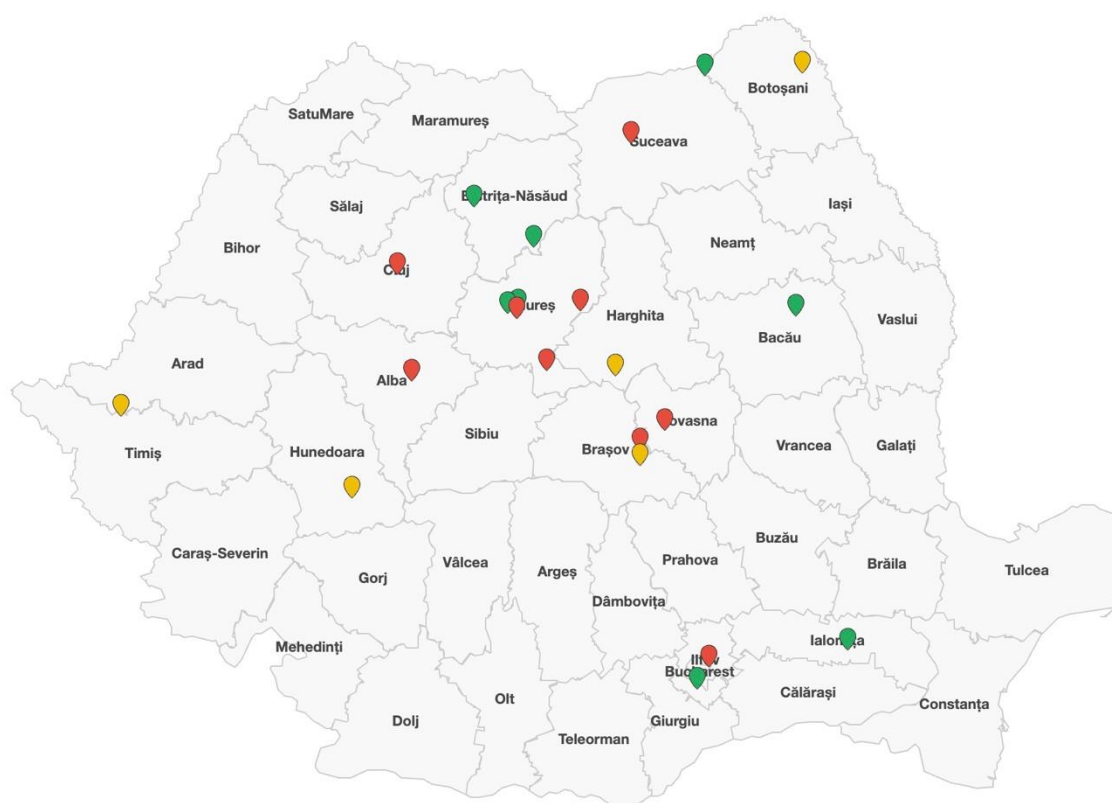 Botoșani
SatuMare
Maramureș
Suceava
Bistrița-Năsăud
Sălaj
Iași
Bihor
Neamț
Cluj
Mureș
Harghita
Bacău
Vaslui
Arad
Alba
Covasna
Sibiu
Brașov
Timiș
Hunedoara
Vrancea
Galați
Caraș-Severin
Vâlcea
Argeș
Prahova
Buzău
Brăila
Tulcea
Gorj
Dâmbovița
Mehedinți
Ialomița
Ilfov
Bucharest
Călărași
Constanța
Olt
Dolj
Giurgiu
Teleorman